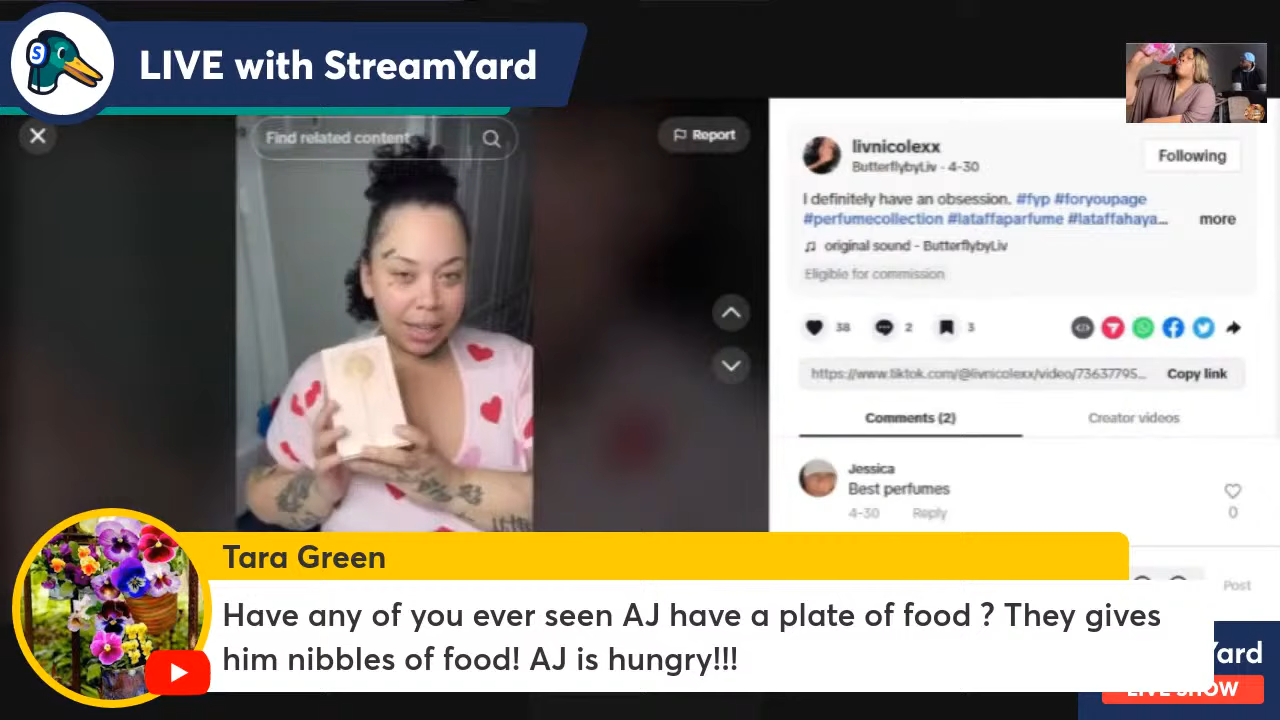 LIVE with StreamYard
Find related content
Report
livnicolexx
ButterflybyLiv - 4-30
Following
I definitely have an obsession. #fyp #foryoupage
#perfumecollection #lataffaparfume #lataffahaya...
more
original sound - ButterflybyLiv
Eligible for commission
38
2
3
https://www.tiktok.com/@livnicolexx/video/73637795...
Copy link
Comments (2)
Creator videos
Jessica
Best perfumes
4-30
Reply
0
Post
Tara Green
Have any of you ever seen AJ have a plate of food ? They gives
him nibbles of food! AJ is hungry!!!
Yard
LIVE SHOW